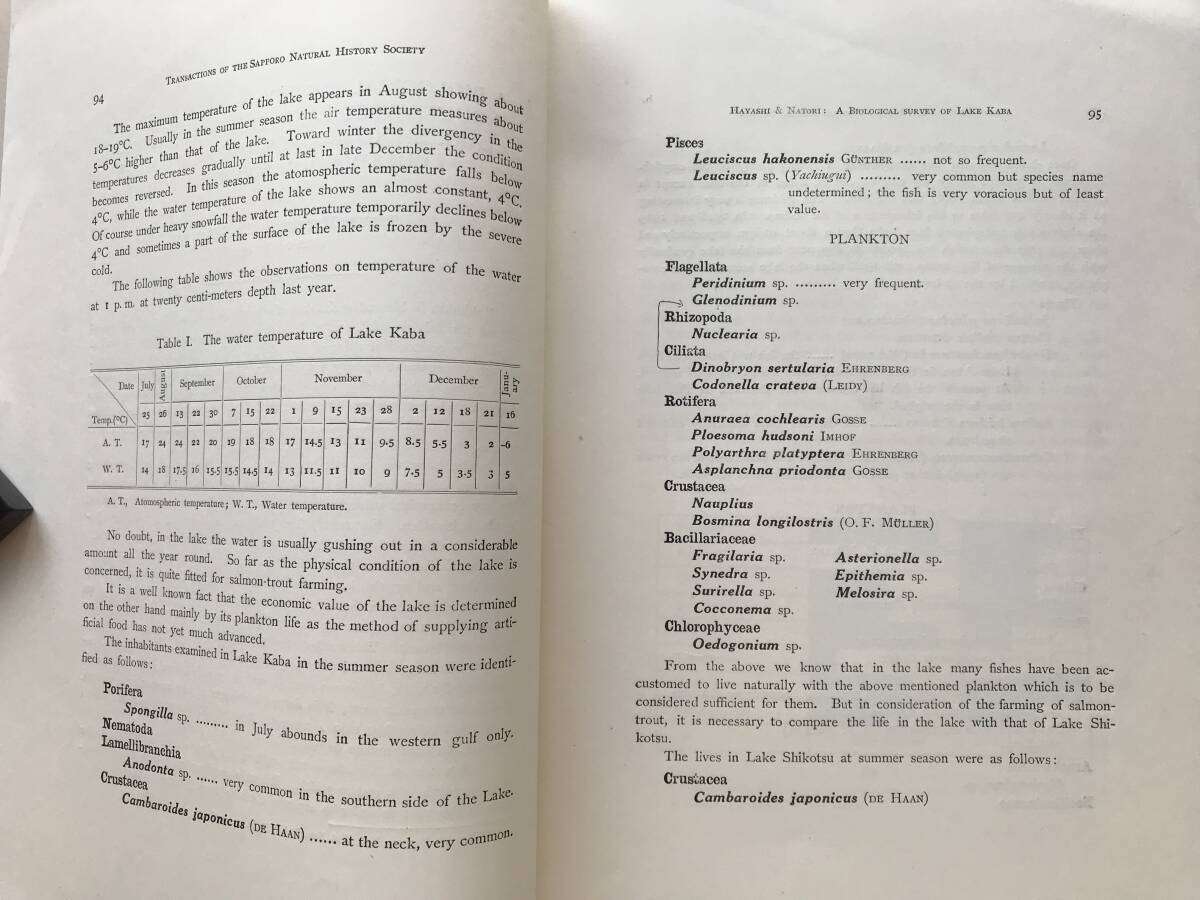 94
TRANSACTIONS OF THE SAPPORO NATURAL HISTORY SOCIETY
The maximum temperature of the lake appears in August showing about
18-19°C. Usually in the summer season the air temperature measures about
5-6°C higher than that of the lake. Toward winter the divergency in the
temperatures decreases gradually until at last in late December the condition
becomes reversed. In this season the atomospheric temperature falls below
4°C, while the water temperature of the lake shows an almost constant, 4°C.
Of course under heavy snowfall the water temperature temporarily declines below
4°C and sometimes a part of the surface of the lake is frozen by the severe
cold.
The following table shows the observations on temperature of the water
at 1 p.m. at twenty centi-meters depth last year.
Table I. The water temperature of Lake Kaba
Date July August September October November December Janu-ary
Temp.(°C) 25 26 13 22 30 7 15 22 1 9 15 23 28 2 12 18 21 16
A. T. 17 24 24 22 20 19 18 18 17 14.5 13 11 9.5 8.5 5.5 3 2 -6
W. T. 14 18 17.5 16 15.5 15.5 14.5 14 13 11.5 11 10 9 7.5 5 3.5 3 5
A. T., Atomospheric temperature; W. T., Water temperature.
No doubt, in the lake the water is usually gushing out in a considerable
amount all the year round. So far as the physical condition of the lake is
concerned, it is quite fitted for salmon-trout farming.
It is a well known fact that the economic value of the lake is determined
on the other hand mainly by its plankton life as the method of supplying arti-
ficial food has not yet much advanced.
The inhabitants examined in Lake Kaba in the summer season were identi-
fied as follows:
Porifera
Spongilla sp. ......... in July abounds in the western gulf only.
Nematoda
Lamellibranchia
Anodonta sp. ...... very common in the southern side of the Lake.
Crustacea
Cambaroides japonicus (DE HAAN) ...... at the neck, very common.
HAYASHI & NATORI: A BIOLOGICAL SURVEY OF LAKE KABA 95
Pisces
Leuciscus hakonensis GÜNTHER ...... not so frequent.
Leuciscus sp. (Yachiugui) ......... very common but species name
undetermined; the fish is very voracious but of least
value.
PLANKTON
Flagellata
Peridinium sp. ......... very frequent.
Glenodinium sp.
Rhizopoda
Nuclearia sp.
Ciliata
Dinobryon sertularia EHRENBERG
Codonella crateva (LEIDY)
Rotifera
Anuraea cochlearis GOSSE
Ploesoma hudsoni IMHOF
Polyarthra platyptera EHRENBERG
Asplanchna priodonta GOSSE
Crustacea
Nauplius
Bosmina longilostris (O. F. MÜLLER)
Bacillariaceae
Fragilaria sp. Asterionella sp.
Synedra sp. Epithemia sp.
Surirella sp. Melosira sp.
Cocconema sp.
Chlorophyceae
Oedogonium sp.
From the above we know that in the lake many fishes have been ac-
customed to live naturally with the above mentioned plankton which is to be
considered sufficient for them. But in consideration of the farming of salmon-
trout, it is necessary to compare the life in the lake with that of Lake Shi-
kotsu.
The lives in Lake Shikotsu at summer season were as follows:
Crustacea
Cambaroides japonicus (DE HAAN)